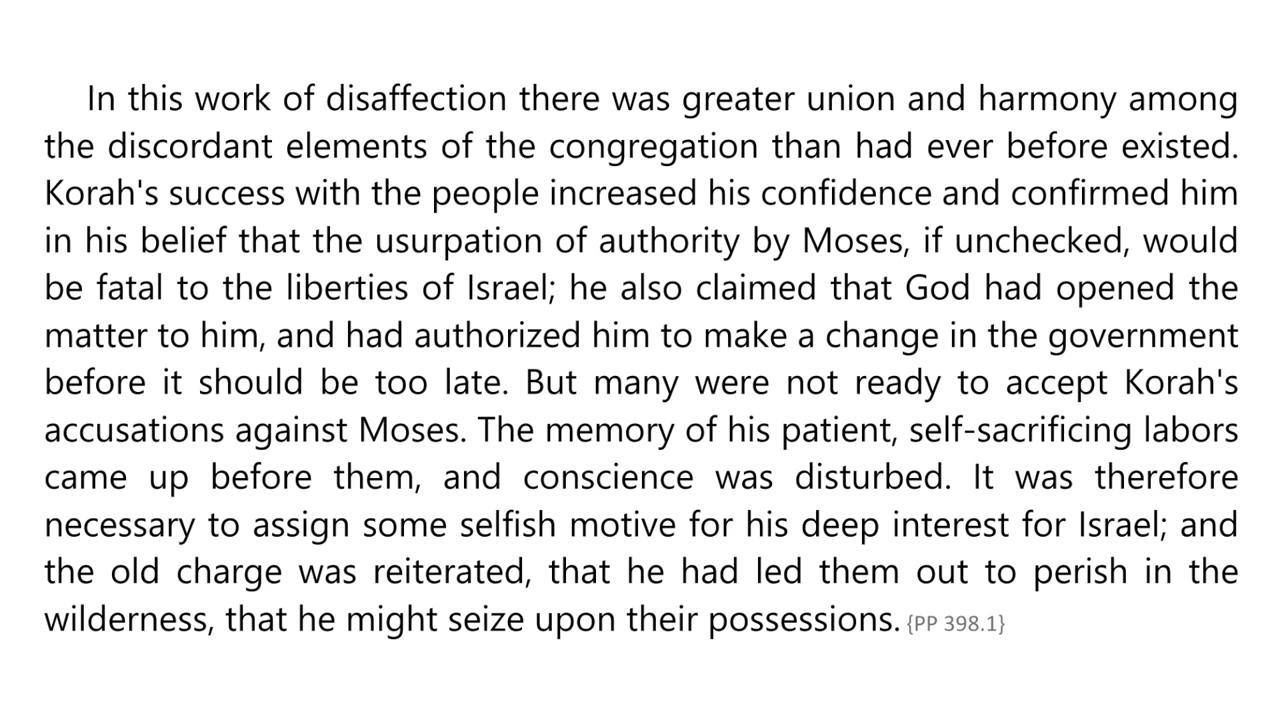 In this work of disaffection there was greater union and harmony among
the discordant elements of the congregation than had ever before existed.
Korah's success with the people increased his confidence and confirmed him
in his belief that the usurpation of authority by Moses, if unchecked, would
be fatal to the liberties of Israel; he also claimed that God had opened the
matter to him, and had authorized him to make a change in the government
before it should be too late. But many were not ready to accept Korah's
accusations against Moses. The memory of his patient, self-sacrificing labors
came up before them, and conscience was disturbed. It was therefore
necessary to assign some selfish motive for his deep interest for Israel; and
the old charge was reiterated, that he had led them out to perish in the
wilderness, that he might seize upon their possessions. {PP 398.1}